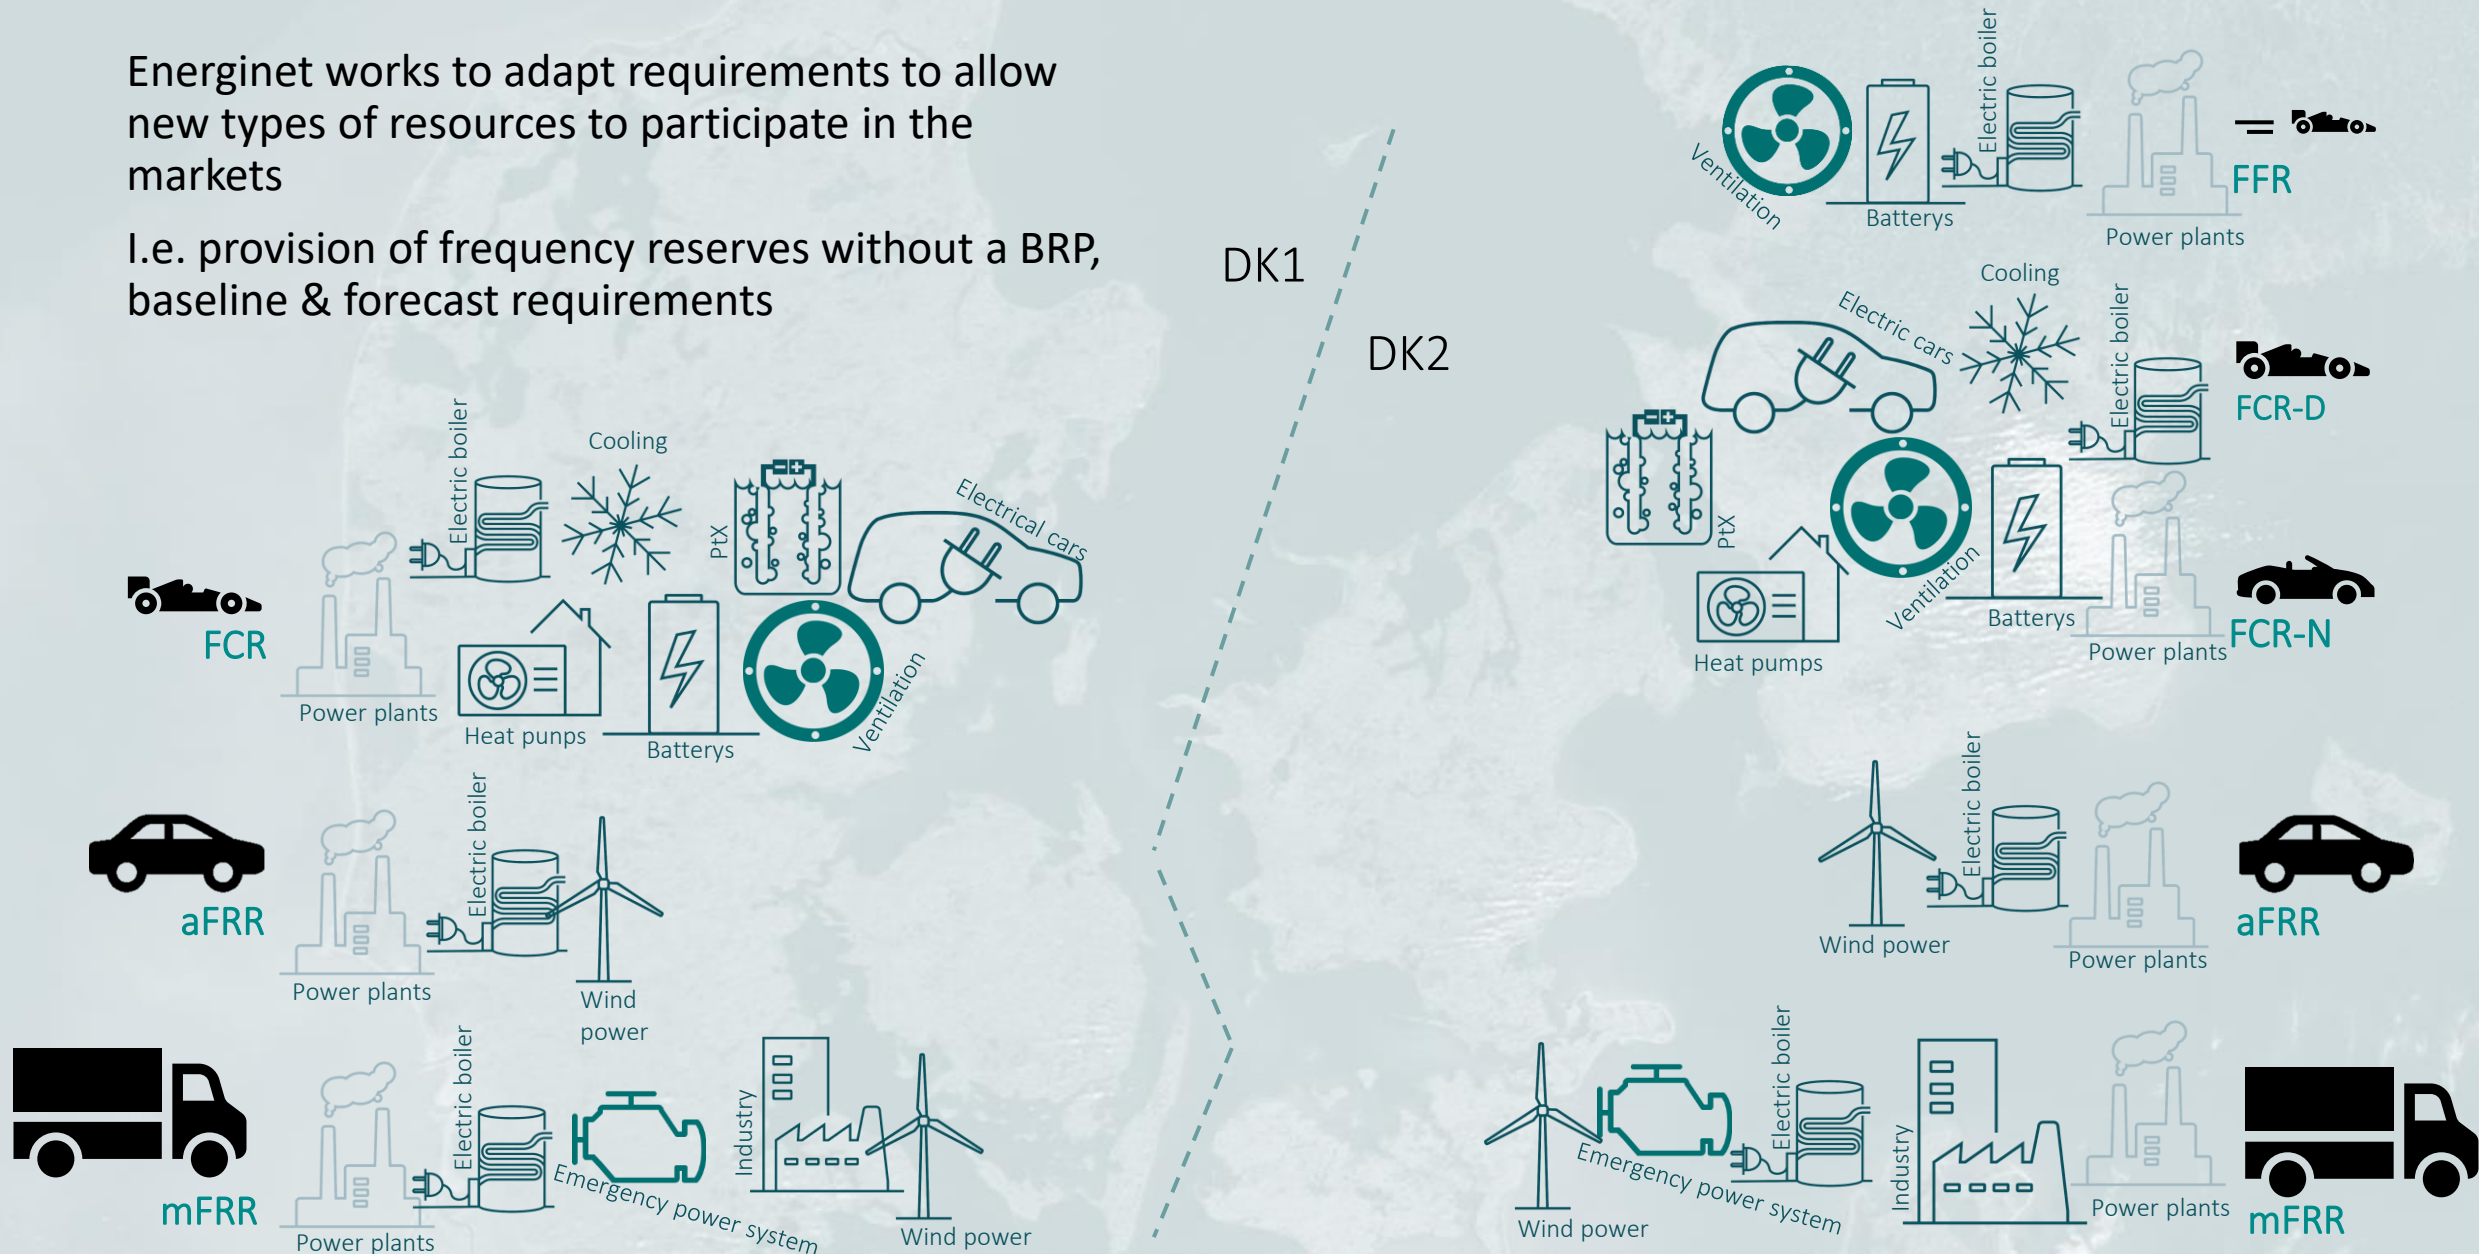 Energinet works to adapt requirements to allow
new types of resources to participate in the
markets
I.e. provision of frequency reserves without a BRP,
baseline & forecast requirements
DK1
DK2
Electric boiler
Cooling
PtX
Electrical cars
FCR
Power plants
Heat punps
Batterys
Ventilation
Electric boiler
aFRR
Power plants
Wind
power
Electric boiler
Industry
mFRR
Power plants
Emergency power system
Wind power
Ventilation
Batterys
Electric boiler
Power plants
FFR
Electric cars
Cooling
Electric boiler
FCR-D
PtX
Heat pumps
Ventilation
Batterys
Power plants
FCR-N
Wind power
Electric boiler
Power plants
aFRR
Wind power
Emergency power system
Electric boiler
Industry
Power plants
mFRR